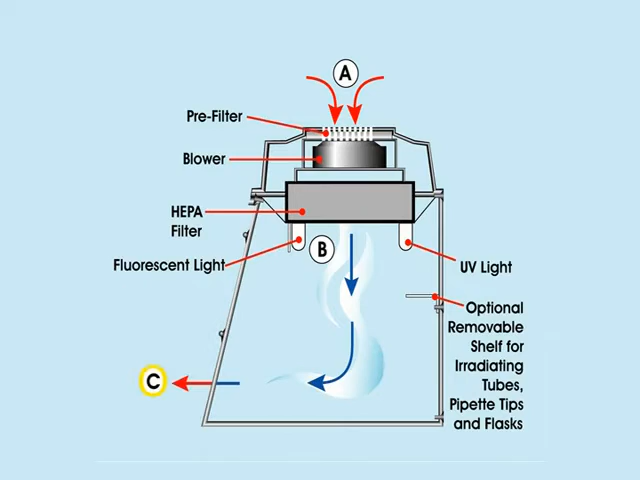 A
Pre-Filter
Blower
HEPA
Filter
B
Fluorescent Light
UV Light
Optional
Removable
Shelf for
Irradiating
Tubes,
Pipette Tips
and Flasks
C